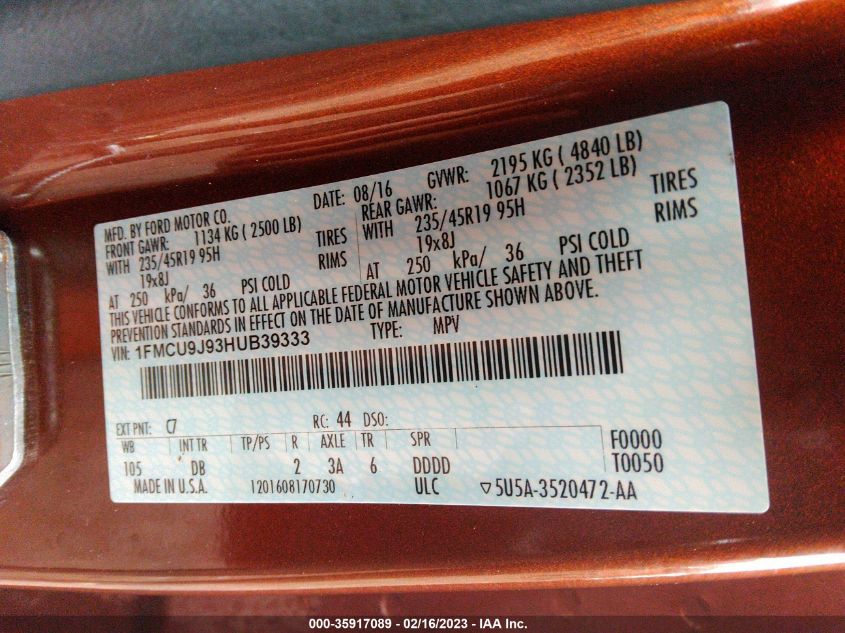 MFD. BY FORD MOTOR CO. DATE: 08/16 GVWR: 2195 KG ( 4840 LB)
FRONT GAWR: 1134 KG ( 2500 LB) REAR GAWR: 1067 KG ( 2352 LB)
WITH 235/45R19 95H TIRES WITH 235/45R19 95H TIRES
19x8J RIMS 19x8J RIMS
AT 250 kPa/ 36 PSI COLD AT 250 kPa/ 36 PSI COLD
THIS VEHICLE CONFORMS TO ALL APPLICABLE FEDERAL MOTOR VEHICLE SAFETY AND THEFT
PREVENTION STANDARDS IN EFFECT ON THE DATE OF MANUFACTURE SHOWN ABOVE.
VIN: 1FMCU9J93HUB39333 TYPE: MPV
EXT PNT: C7 RC: 44 DSO:
WB INT TR TP/PS R AXLE TR SPR F0000
105 DB 2 3A 6 DDDD T0050
MADE IN U.S.A. 1201608170730 ULC ▽5U5A-3520472-AA
000-35917089 - 02/16/2023 - IAA Inc.